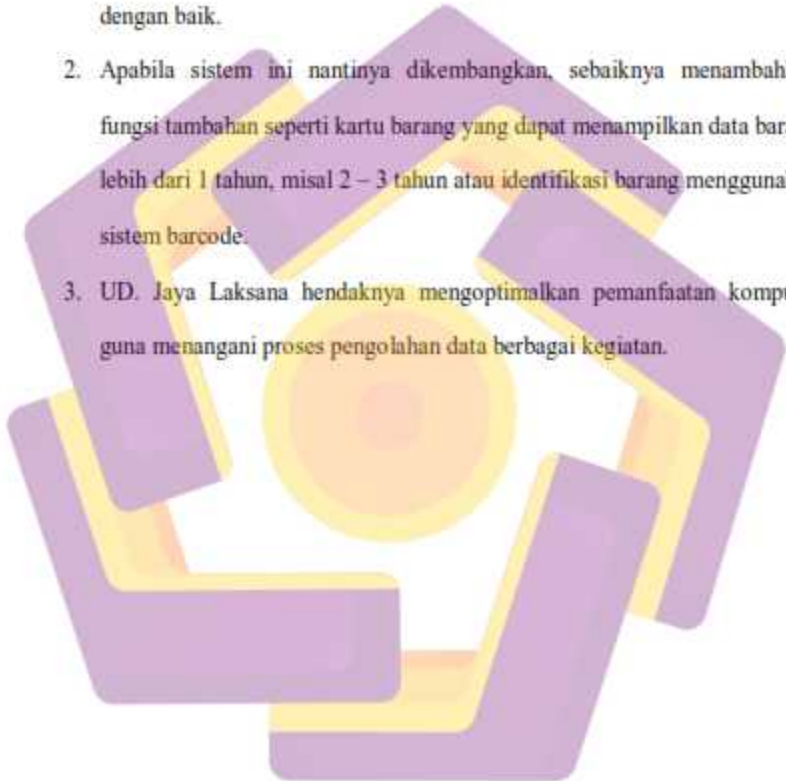 dengan baik.
2. Apabila sistem ini nantinya dikembangkan, sebaiknya menambah
fungsi tambahan seperti kartu barang yang dapat menampilkan data bar
lebih dari 1 tahun, misal 2 – 3 tahun atau identifikasi barang mengguna
sistem barcode.
3. UD. Jaya Laksana hendaknya mengoptimalkan pemanfaatan kompu
guna menangani proses pengolahan data berbagai kegiatan.